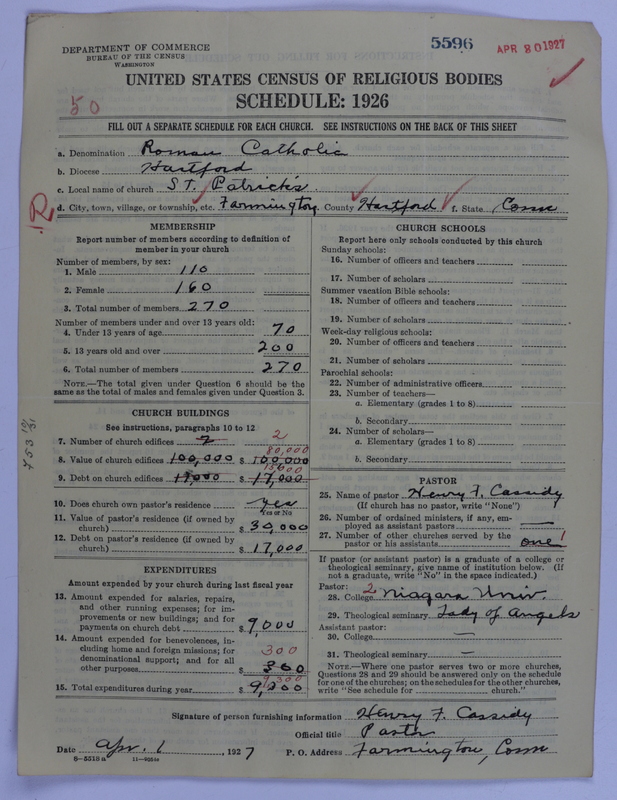 DEPARTMENT OF COMMERCE
BUREAU OF THE CENSUS
WASHINGTON
5596
APR 30 1927
UNITED STATES CENSUS OF RELIGIOUS BODIES
SCHEDULE: 1926
50
FILL OUT A SEPARATE SCHEDULE FOR EACH CHURCH. SEE INSTRUCTIONS ON THE BACK OF THIS SHEET
a. Denomination Roman Catholic
b. Diocese Hartford
c. Local name of church St. Patrick's
R
d. City, town, village, or township, etc. Farmington County Hartford f. State Conn
MEMBERSHIP
Report number of members according to definition of
member in your church
Number of members, by sex:
1. Male 110
2. Female 160
3. Total number of members 270
Number of members under and over 13 years old:
4. Under 13 years of age 70
5. 13 years old and over 200
6. Total number of members 270
NOTE.—The total given under Question 6 should be the
same as the total of males and females given under Question 3.
CHURCH BUILDINGS
See instructions, paragraphs 10 to 12
7. Number of church edifices 2 2
80,000
8. Value of church edifices 100,000 $ 100,000
9. Debt on church edifices 17,000 $ 17,000
10. Does church own pastor's residence yes
Yes or No
11. Value of pastor's residence (if owned by
church) $ 30,000
12. Debt on pastor's residence (if owned by
church) $ 17,000
EXPENDITURES
Amount expended by your church during last fiscal year
13. Amount expended for salaries, repairs,
and other running expenses; for im-
provements or new buildings; and for
payments on church debt $ 9,000
14. Amount expended for benevolences, in-
cluding home and foreign missions; for
denominational support; and for all
other purposes 300 $ 300
9,300
15. Total expenditures during year $ 9,300
CHURCH SCHOOLS
Report here only schools conducted by this church
Sunday schools:
16. Number of officers and teachers
17. Number of scholars
Summer vacation Bible schools:
18. Number of officers and teachers
19. Number of scholars
Week-day religious schools:
20. Number of officers and teachers
21. Number of scholars
Parochial schools:
22. Number of administrative officers
23. Number of teachers—
a. Elementary (grades 1 to 8)
b. Secondary
24. Number of scholars—
a. Elementary (grades 1 to 8)
b. Secondary
PASTOR
25. Name of pastor Henry F. Cassidy
(If church has no pastor, write "None")
26. Number of ordained ministers, if any, em-
ployed as assistant pastors —
27. Number of other churches served by the
pastor or his assistants one 1
If pastor (or assistant pastor) is a graduate of a college or
theological seminary, give name of institution below. (If
not a graduate, write "No" in the space indicated.)
Pastor: 2
28. College Niagara Univ.
29. Theological seminary Lady of Angels
Assistant pastor:
30. College —
31. Theological seminary —
NOTE.—Where one pastor serves two or more churches,
Questions 28 and 29 should be answered only on the schedule
for one of the churches; on the schedules for the other churches,
write "See schedule for church."
Signature of person furnishing information Henry F. Cassidy
Official title Pastor
Date Apr. 1, 1927 P. O. Address Farmington, Conn
8-5518a 11-9254a